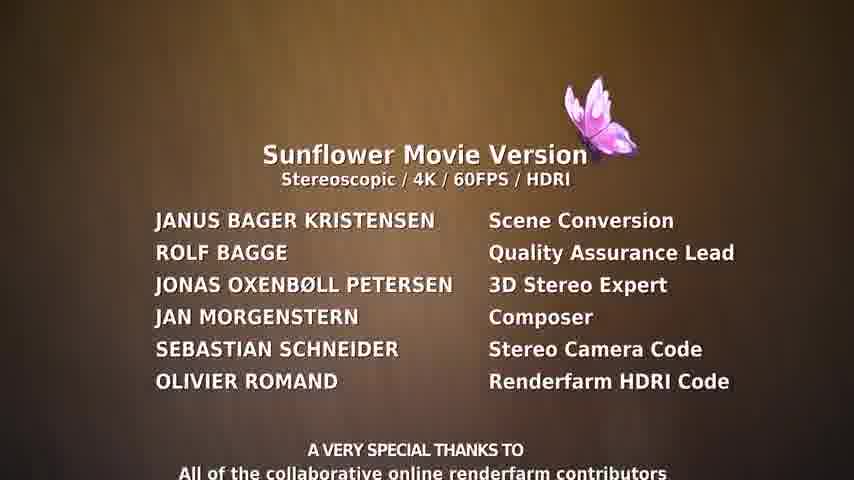 Sunflower Movie Version
Stereoscopic / 4K / 60FPS / HDRI
JANUS BAGER KRISTENSEN Scene Conversion
ROLF BAGGE Quality Assurance Lead
JONAS OXENBØLL PETERSEN 3D Stereo Expert
JAN MORGENSTERN Composer
SEBASTIAN SCHNEIDER Stereo Camera Code
OLIVIER ROMAND Renderfarm HDRI Code
A VERY SPECIAL THANKS TO
All of the collaborative online renderfarm contributors